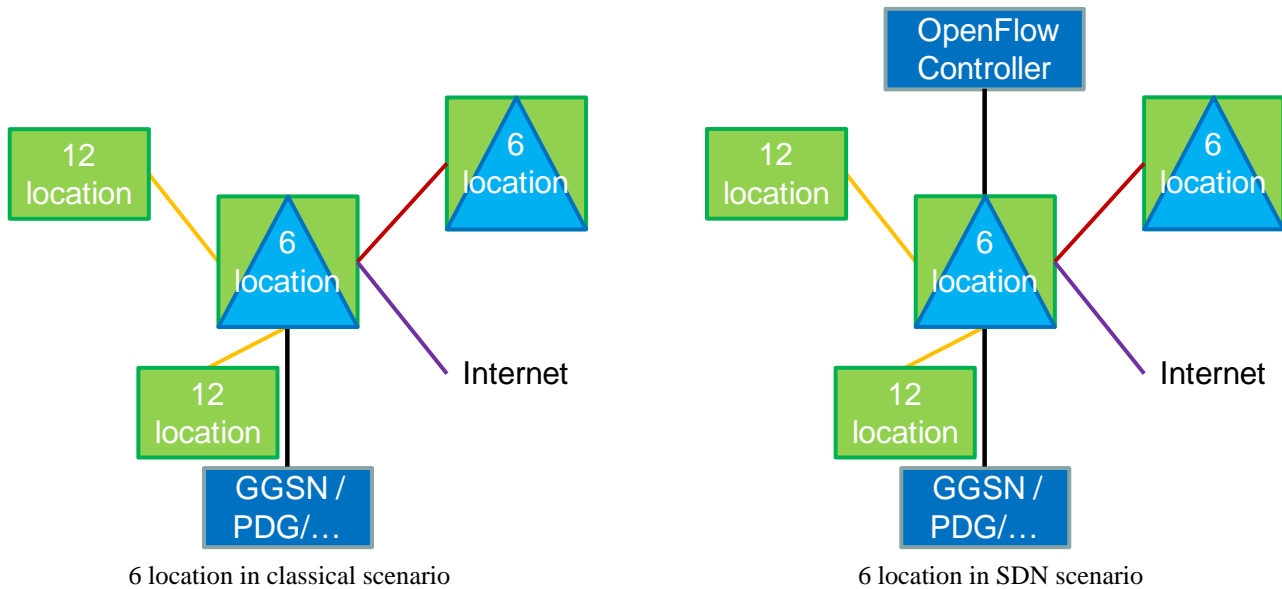 12
location
6
location
6
location
Internet
12
location
GGSN /
PDG/…
6 location in classical scenario
OpenFlow
Controller
12
location
6
location
6
location
Internet
12
location
GGSN /
PDG/…
6 location in SDN scenario